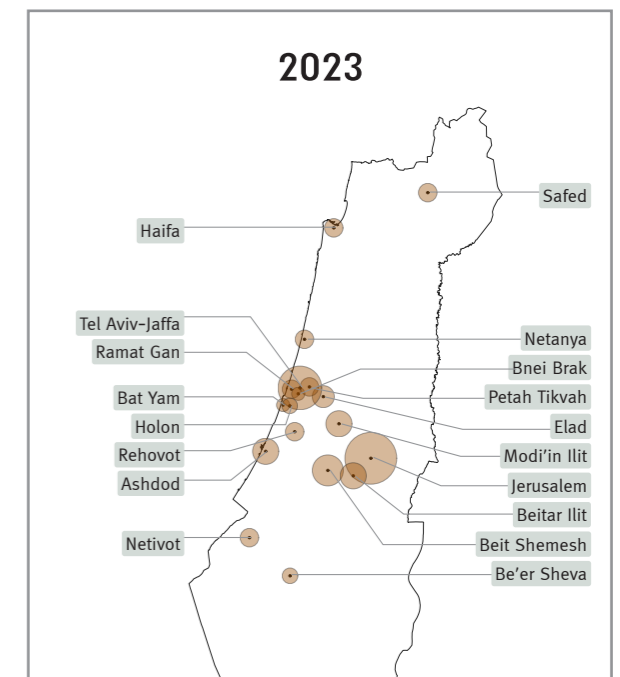 2023
Safed
Haifa
Tel Aviv-Jaffa
Ramat Gan
Netanya
Bnei Brak
Petah Tikvah
Bat Yam
Elad
Holon
Rehovot
Modi'in Ilit
Ashdod
Jerusalem
Beitar Ilit
Netivot
Beit Shemesh
Be'er Sheva